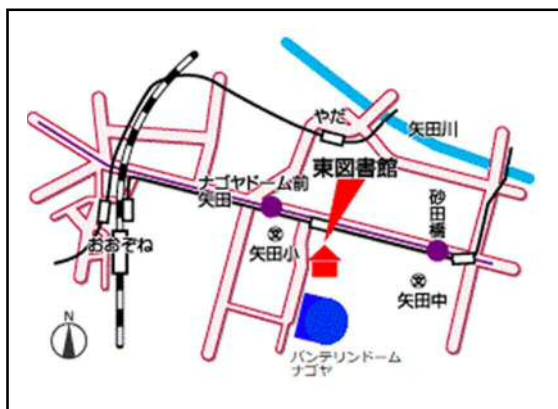 やだ
矢田川
東図書館
ナゴヤドーム前
矢田
砂田橋
おおぞね
矢田小
矢田中
文
文
N
バンテリンドーム
ナゴヤ